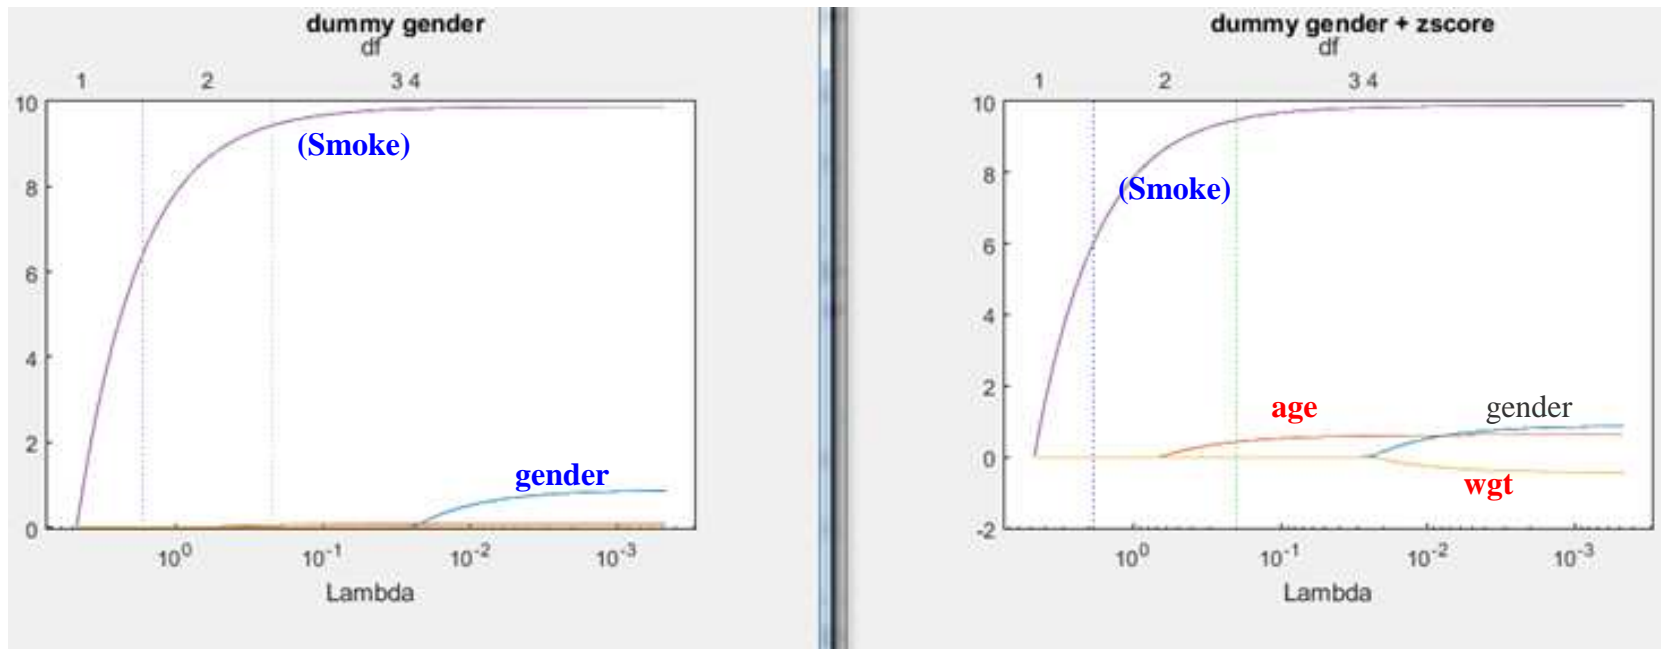 dummy gender
df
1 2 3 4
10
8
6
4
2
0
(Smoke)
gender
10^0 10^-1 10^-2 10^-3
Lambda
dummy gender + zscore
df
1 2 3 4
10
8
6
4
2
0
-2
(Smoke)
age
gender
wgt
10^0 10^-1 10^-2 10^-3
Lambda